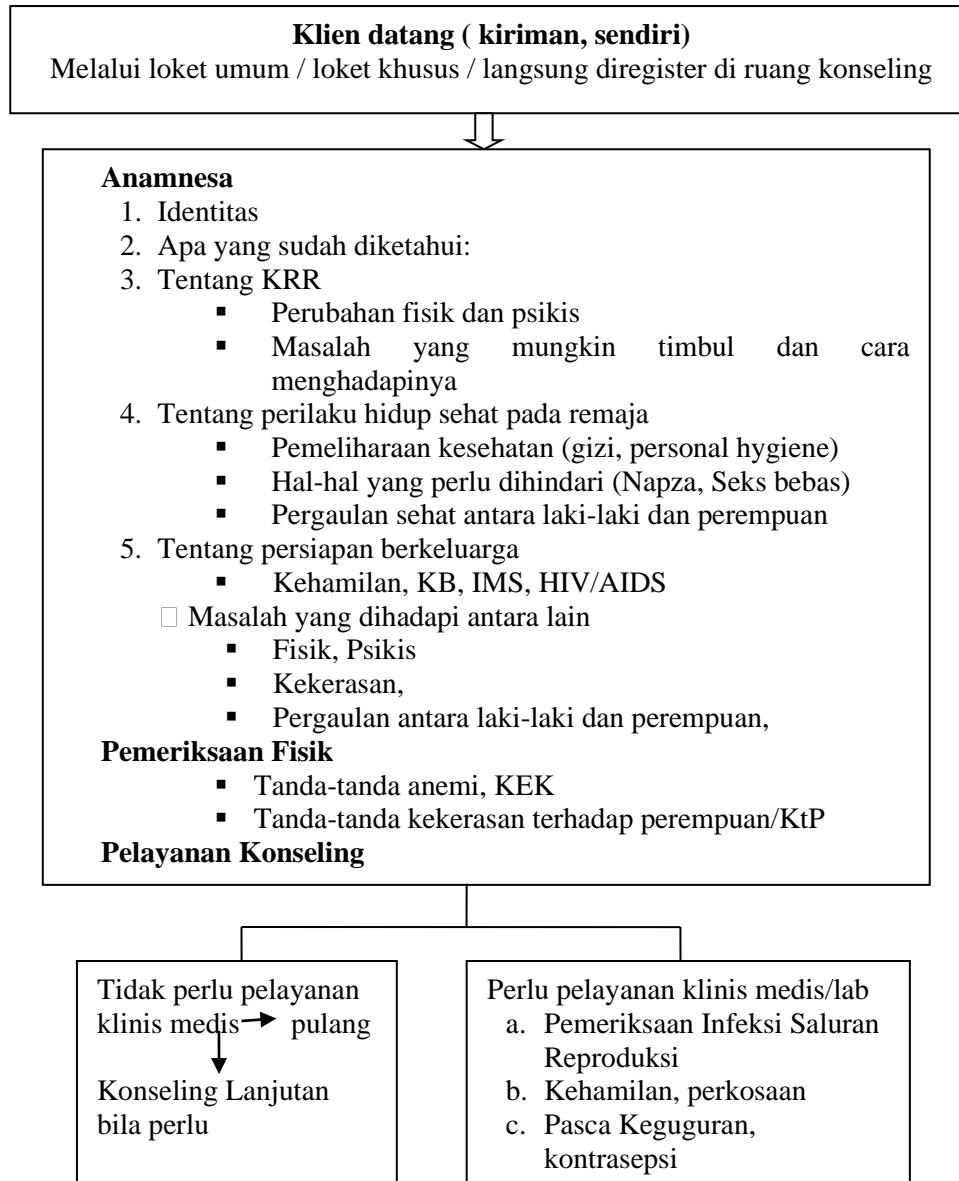 Klien datang ( kiriman, sendiri)
Melalui loket umum / loket khusus / langsung diregister di ruang konseling
Anamnesa
1. Identitas
2. Apa yang sudah diketahui:
3. Tentang KRR
▪ Perubahan fisik dan psikis
▪ Masalah yang mungkin timbul dan cara
menghadapinya
4. Tentang perilaku hidup sehat pada remaja
▪ Pemeliharaan kesehatan (gizi, personal hygiene)
▪ Hal-hal yang perlu dihindari (Napza, Seks bebas)
▪ Pergaulan sehat antara laki-laki dan perempuan
5. Tentang persiapan berkeluarga
▪ Kehamilan, KB, IMS, HIV/AIDS
Masalah yang dihadapi antara lain
▪ Fisik, Psikis
▪ Kekerasan,
▪ Pergaulan antara laki-laki dan perempuan,
Pemeriksaan Fisik
▪ Tanda-tanda anemi, KEK
▪ Tanda-tanda kekerasan terhadap perempuan/KtP
Pelayanan Konseling
Tidak perlu pelayanan
klinis medis pulang
Konseling Lanjutan
bila perlu
Perlu pelayanan klinis medis/lab
a. Pemeriksaan Infeksi Saluran
Reproduksi
b. Kehamilan, perkosaan
c. Pasca Keguguran,
kontrasepsi